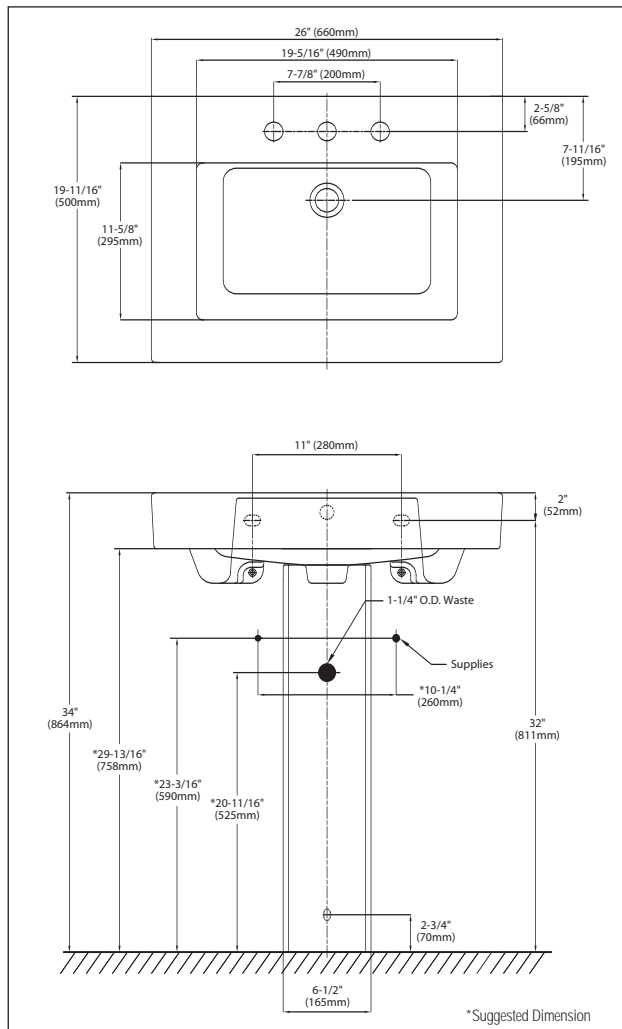 26" (660mm)
19-5/16" (490mm)
7-7/8" (200mm)
2-5/8"
(66mm)
7-11/16"
(195mm)
19-11/16"
(500mm)
11-5/8"
(295mm)
11" (280mm)
2"
(52mm)
1-1/4" O.D. Waste
Supplies
*10-1/4"
(260mm)
34"
(864mm)
32"
(811mm)
*29-13/16"
(758mm)
*23-3/16"
(590mm)
*20-11/16"
(525mm)
2-3/4"
(70mm)
6-1/2"
(165mm)
*Suggested Dimension